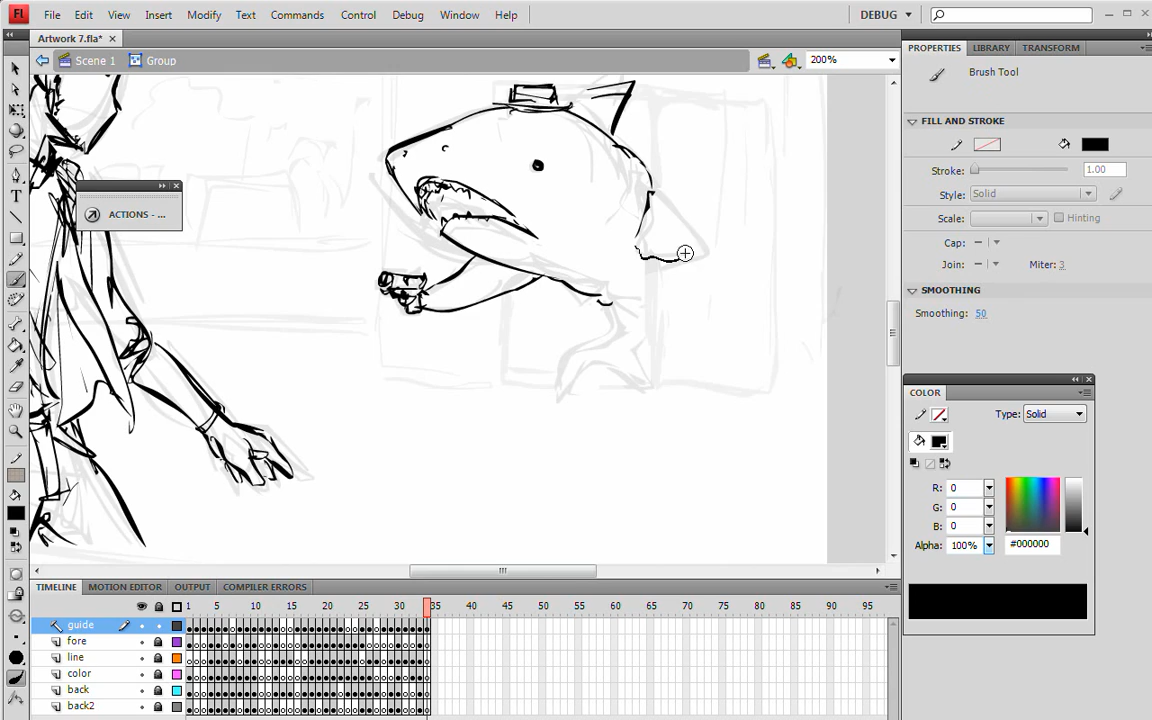 Fl File Edit View Insert Modify Text Commands Control Debug Window Help DEBUG
Artwork 7.fla*
Scene 1 Group 200%
PROPERTIES LIBRARY TRANSFORM
Brush Tool
FILL AND STROKE
Stroke: 1.00
Style: Solid
Scale: Hinting
Cap:
Join: Miter: 3
SMOOTHING
Smoothing: 50
ACTIONS - ...
COLOR
Type: Solid
R: 0
G: 0
B: 0
Alpha: 100% #000000
TIMELINE MOTION EDITOR OUTPUT COMPILER ERRORS
1 5 10 15 20 25 30 35 40 45 50 55 60 65 70 75 80 85 90 95
guide
fore
line
color
back
back2